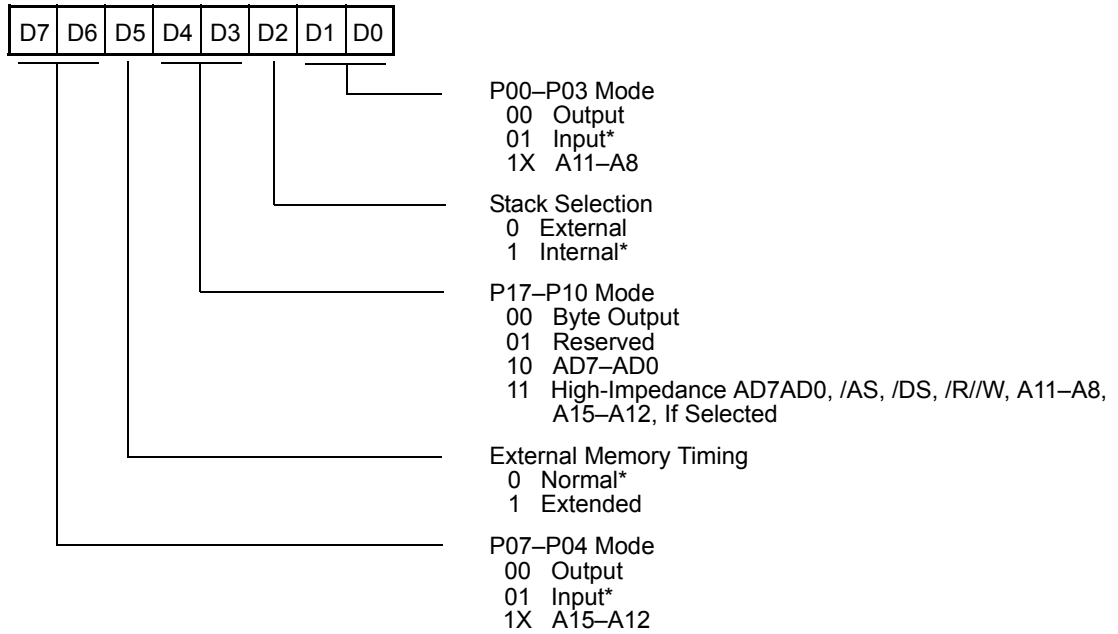 D7 D6 D5 D4 D3 D2 D1 D0
P00–P03 Mode
00 Output
01 Input*
1X A11–A8
Stack Selection
0 External
1 Internal*
P17–P10 Mode
00 Byte Output
01 Reserved
10 AD7–AD0
11 High-Impedance AD7AD0, /AS, /DS, /R//W, A11–A8,
A15–A12, If Selected
External Memory Timing
0 Normal*
1 Extended
P07–P04 Mode
00 Output
01 Input*
1X A15–A12